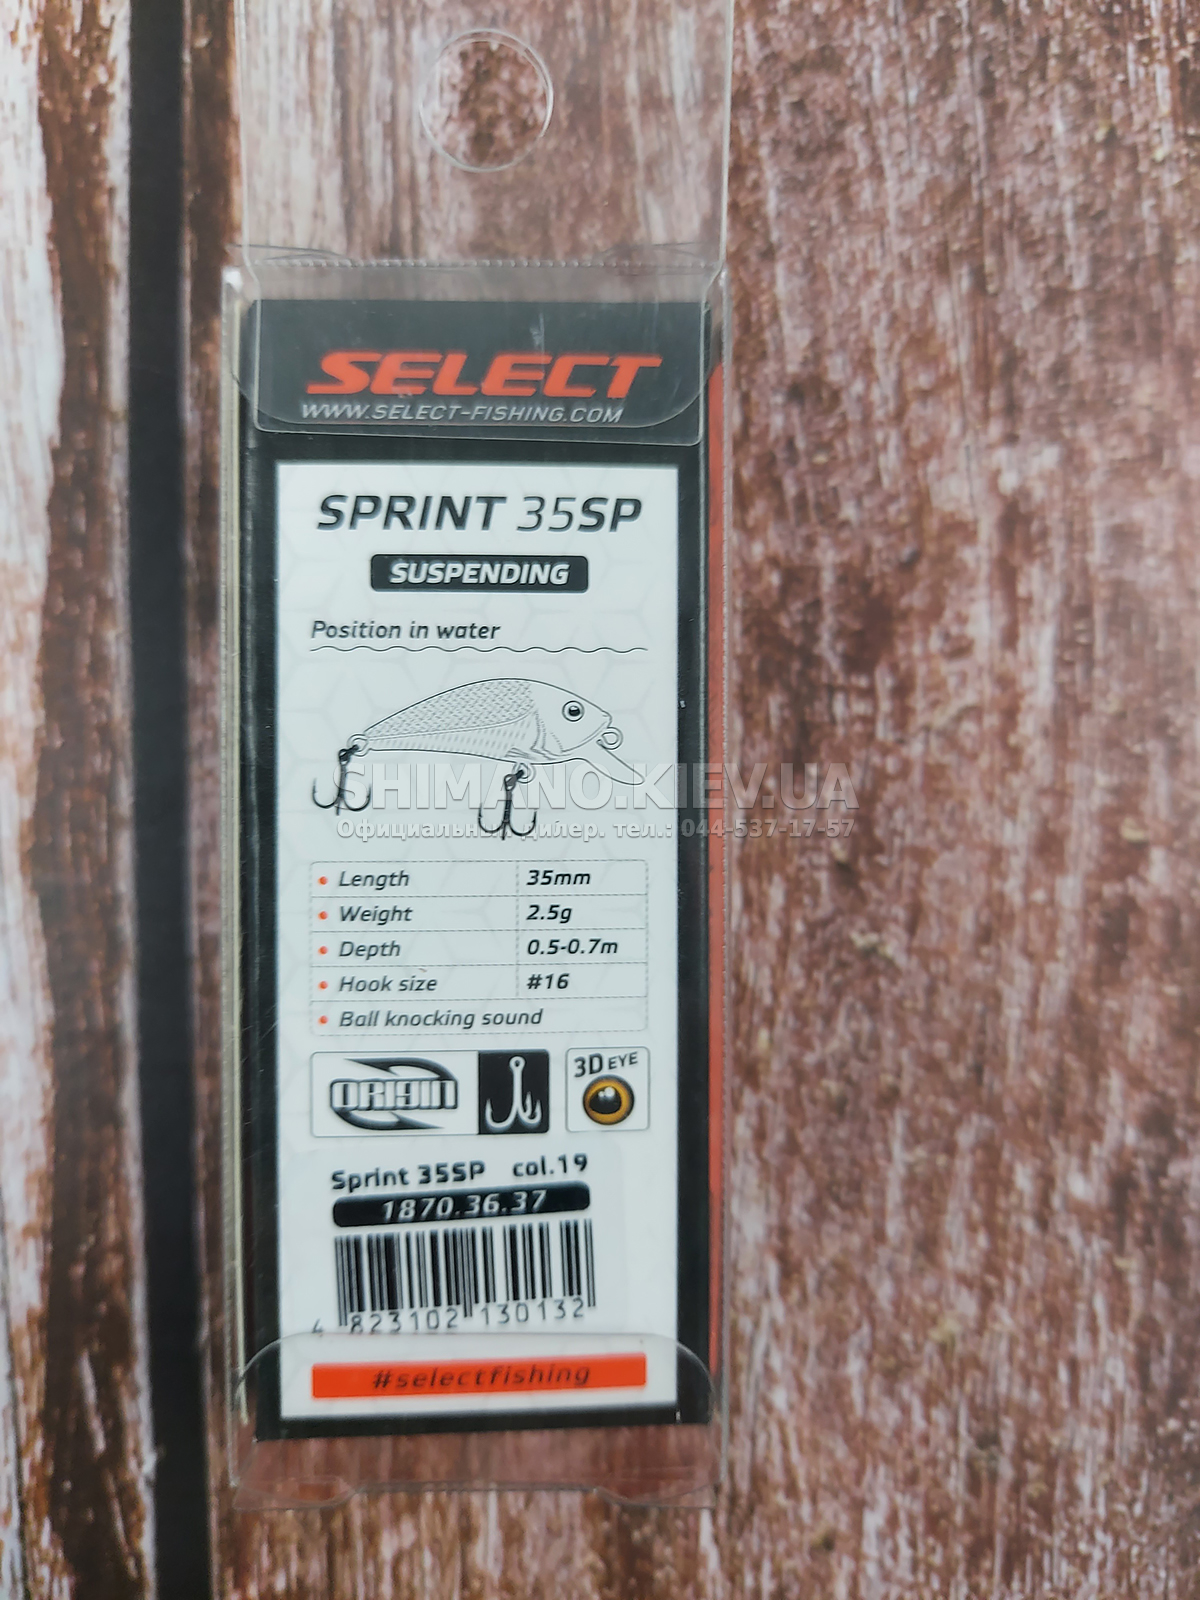 SELECT
WWW.SELECT-FISHING.COM
SPRINT 35SP
SUSPENDING
Position in water
SHIMANO.KIEV.UA
Официальный дилер. тел.: 044-537-17-57
Length 35mm
Weight 2.5g
Depth 0.5-0.7m
Hook size #16
Ball knocking sound
ORIGIN
3D EYE
Sprint 35SP col.19
1870.36.37
4 823102 130132
#selectfishing